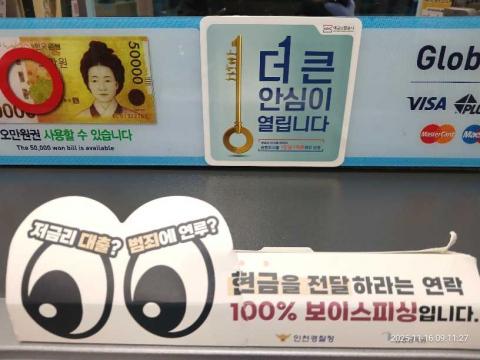 50000
오만원권 사용할 수 있습니다
The 50,000 won bill is available
더 큰
안심이
열립니다
Glob
VISA PLU
MasterCard Maes
저금리 대출? 범죄에 연루?
현금을 전달하라는 연락
100% 보이스피싱입니다.
인천경찰청
2025-11-16 09:11:27